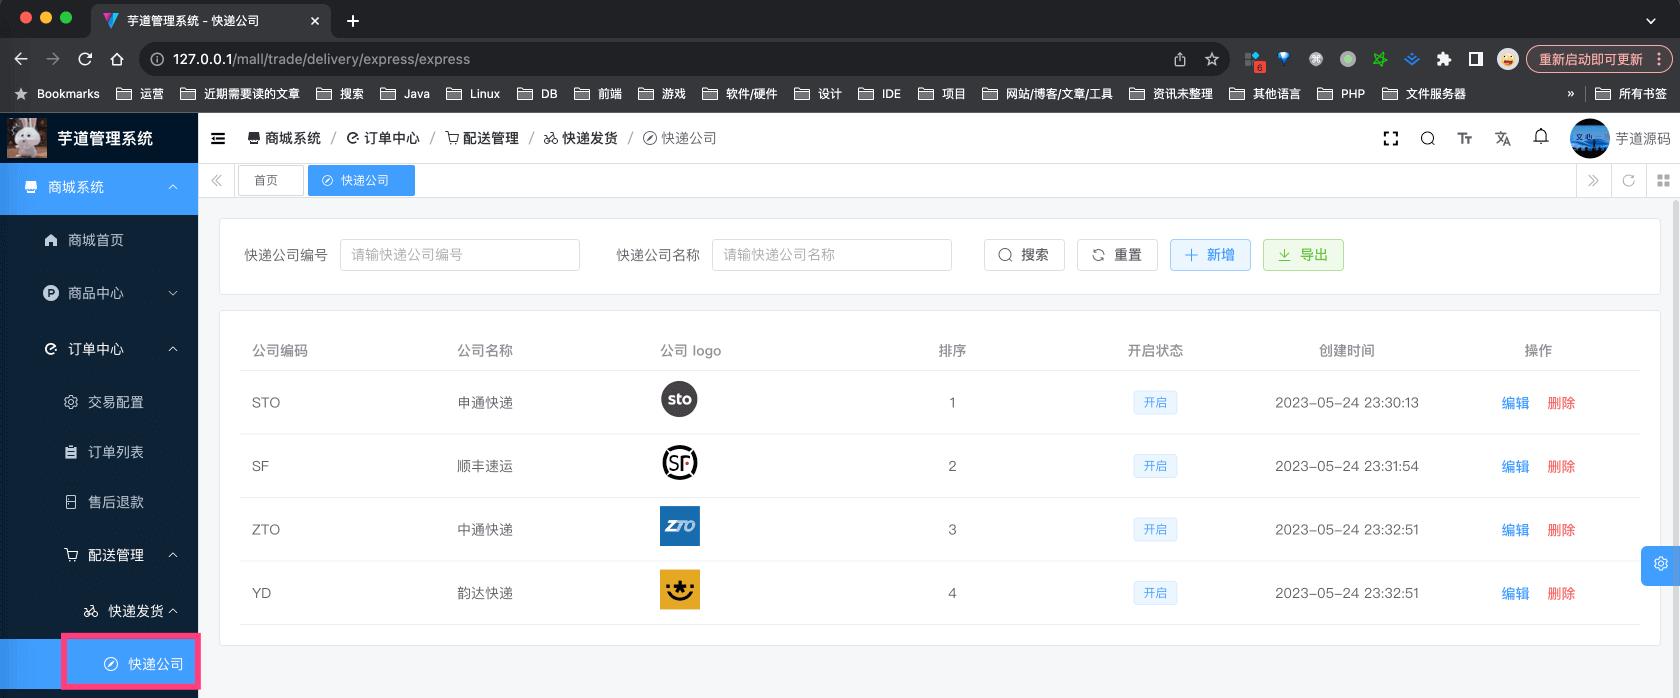 芋道管理系统 - 快递公司
127.0.0.1/mall/trade/delivery/express/express
6
重新启动即可更新
Bookmarks 运营 近期需要读的文章 搜索 Java Linux DB 前端 游戏 软件/硬件 设计 IDE 项目 网站/博客/文章/工具 资讯未整理 其他语言 PHP 文件服务器 » 所有书签
芋道管理系统
商城系统 / 订单中心 / 配送管理 / 快递发货 / 快递公司
芋道源码
首页 快递公司
商城系统
商城首页
商品中心
订单中心
交易配置
订单列表
售后退款
配送管理
快递发货
快递公司
快递公司编号 请输快递公司编号 快递公司名称 请输快递公司名称 搜索 重置 新增 导出
公司编码 公司名称 公司 logo 排序 开启状态 创建时间 操作
STO 申通快递 sto 1 开启 2023-05-24 23:30:13 编辑 删除
SF 顺丰速运 SF 2 开启 2023-05-24 23:31:54 编辑 删除
ZTO 中通快递 ZTO 3 开启 2023-05-24 23:32:51 编辑 删除
YD 韵达快递 4 开启 2023-05-24 23:32:51 编辑 删除